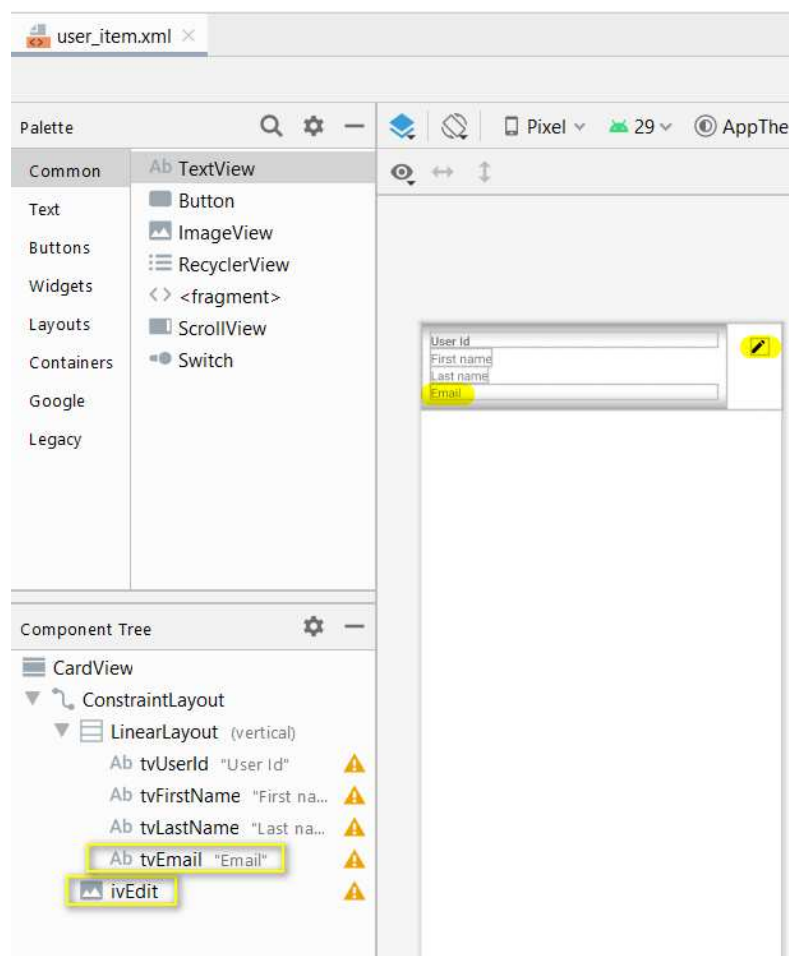 user_item.xml
Palette
Pixel 29 AppThe
Common
Text
Buttons
Widgets
Layouts
Containers
Google
Legacy
Ab TextView
Button
ImageView
RecyclerView
<fragment>
ScrollView
Switch
User Id
First name
Last name
Email
Component Tree
CardView
ConstraintLayout
LinearLayout (vertical)
Ab tvUserId "User Id"
Ab tvFirstName "First na...
Ab tvLastName "Last na...
Ab tvEmail "Email"
ivEdit